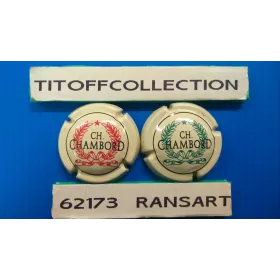 TITOFFCOLLECTION
CH.
CHAMBORD
CH.
CHAMBORD
62173 RANSART